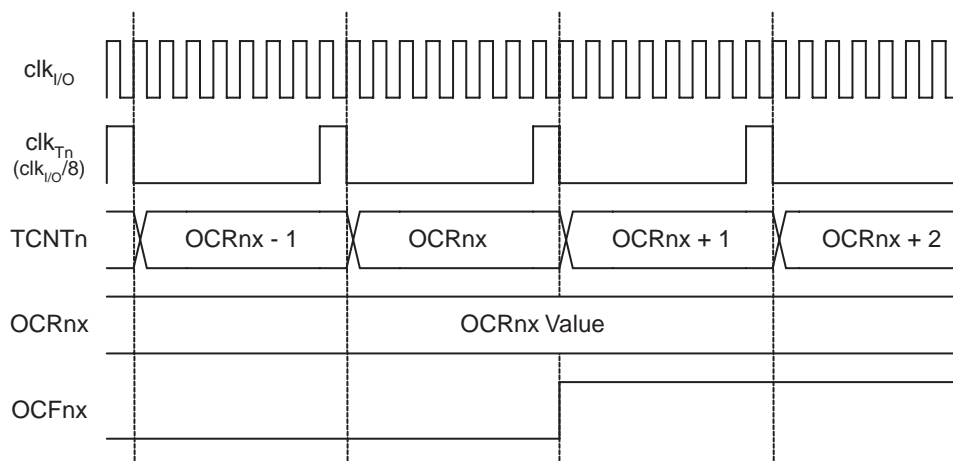 clkI/O
clkTn
(clkI/O/8)
TCNTn OCRnx - 1 OCRnx OCRnx + 1 OCRnx + 2
OCRnx OCRnx Value
OCFnx